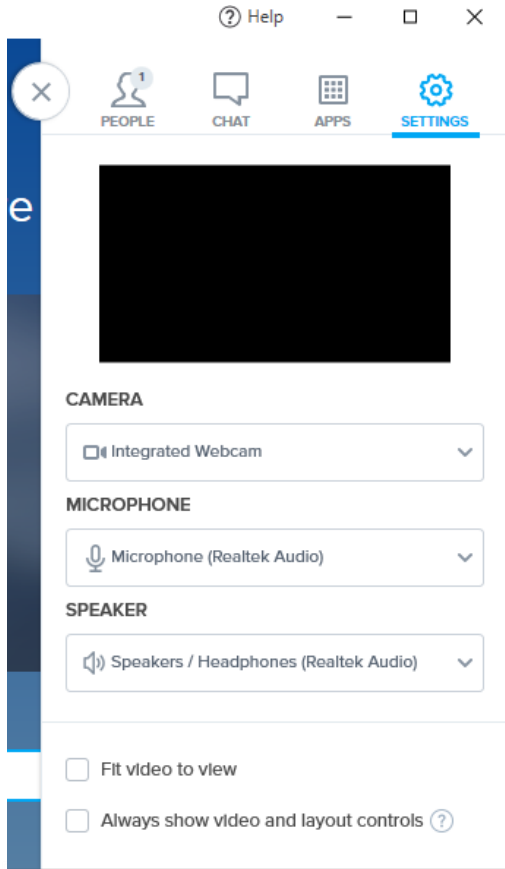 Help
1
PEOPLE CHAT APPS SETTINGS
e
CAMERA
Integrated Webcam
MICROPHONE
Microphone (Realtek Audio)
SPEAKER
Speakers / Headphones (Realtek Audio)
Fit video to view
Always show video and layout controls ?